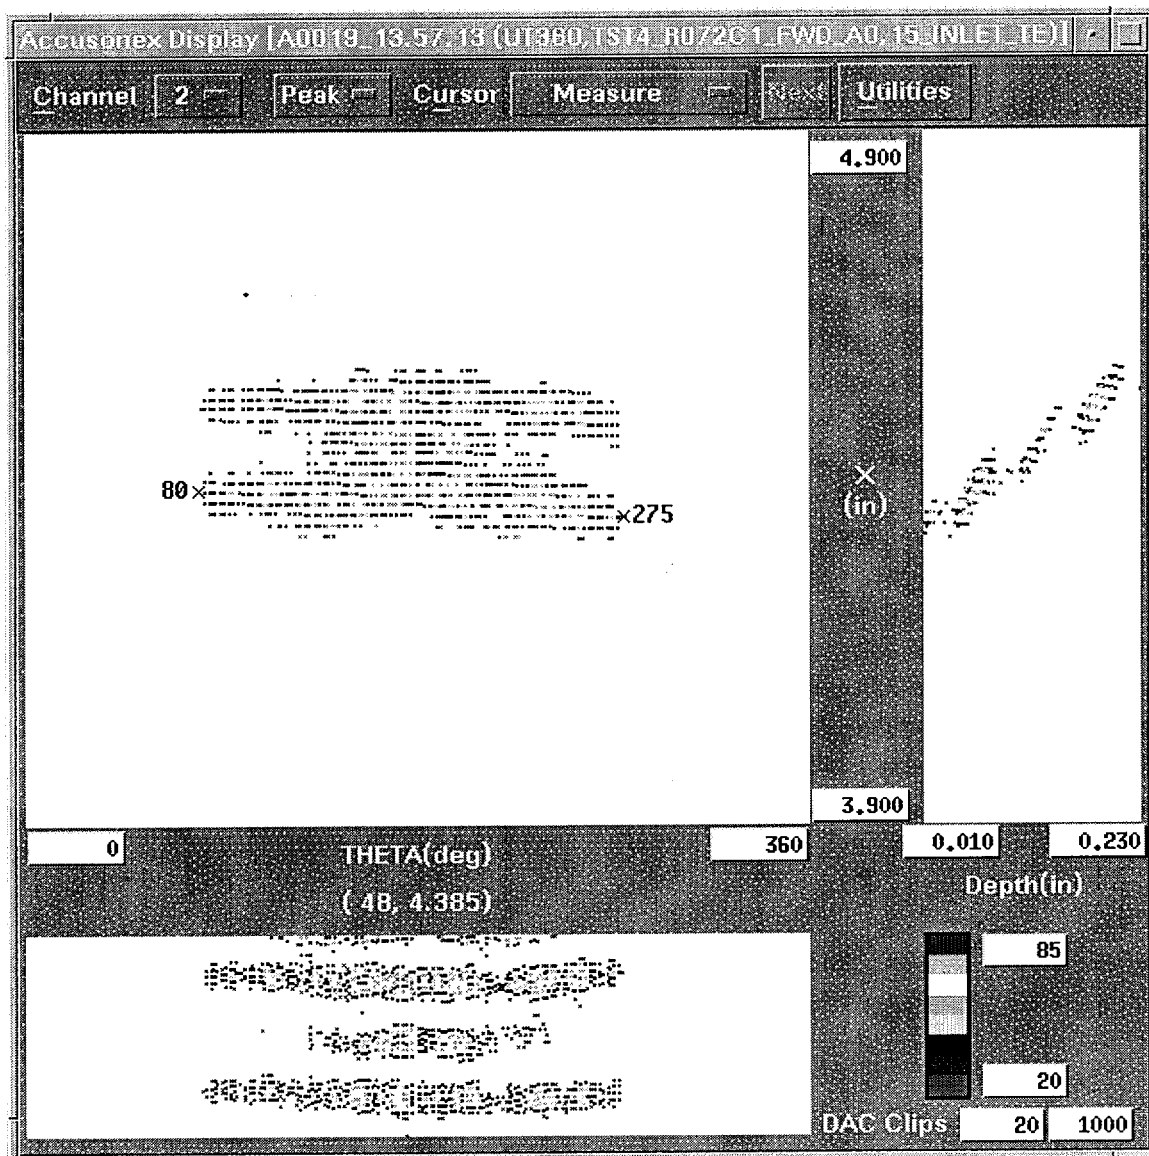 Accusonex Display [A0019_13.57.13 (UT360,TST4_R072C1_FWD_A0,15_INLET_TE)]
Channel 2 Peak Cursor Measure Next Utilities
4.900
80
X
(in)
275
3.900
0 THETA(deg) 360 0.010 0.230
( 48, 4.385) Depth(in)
85
20
DAC Clips 20 1000